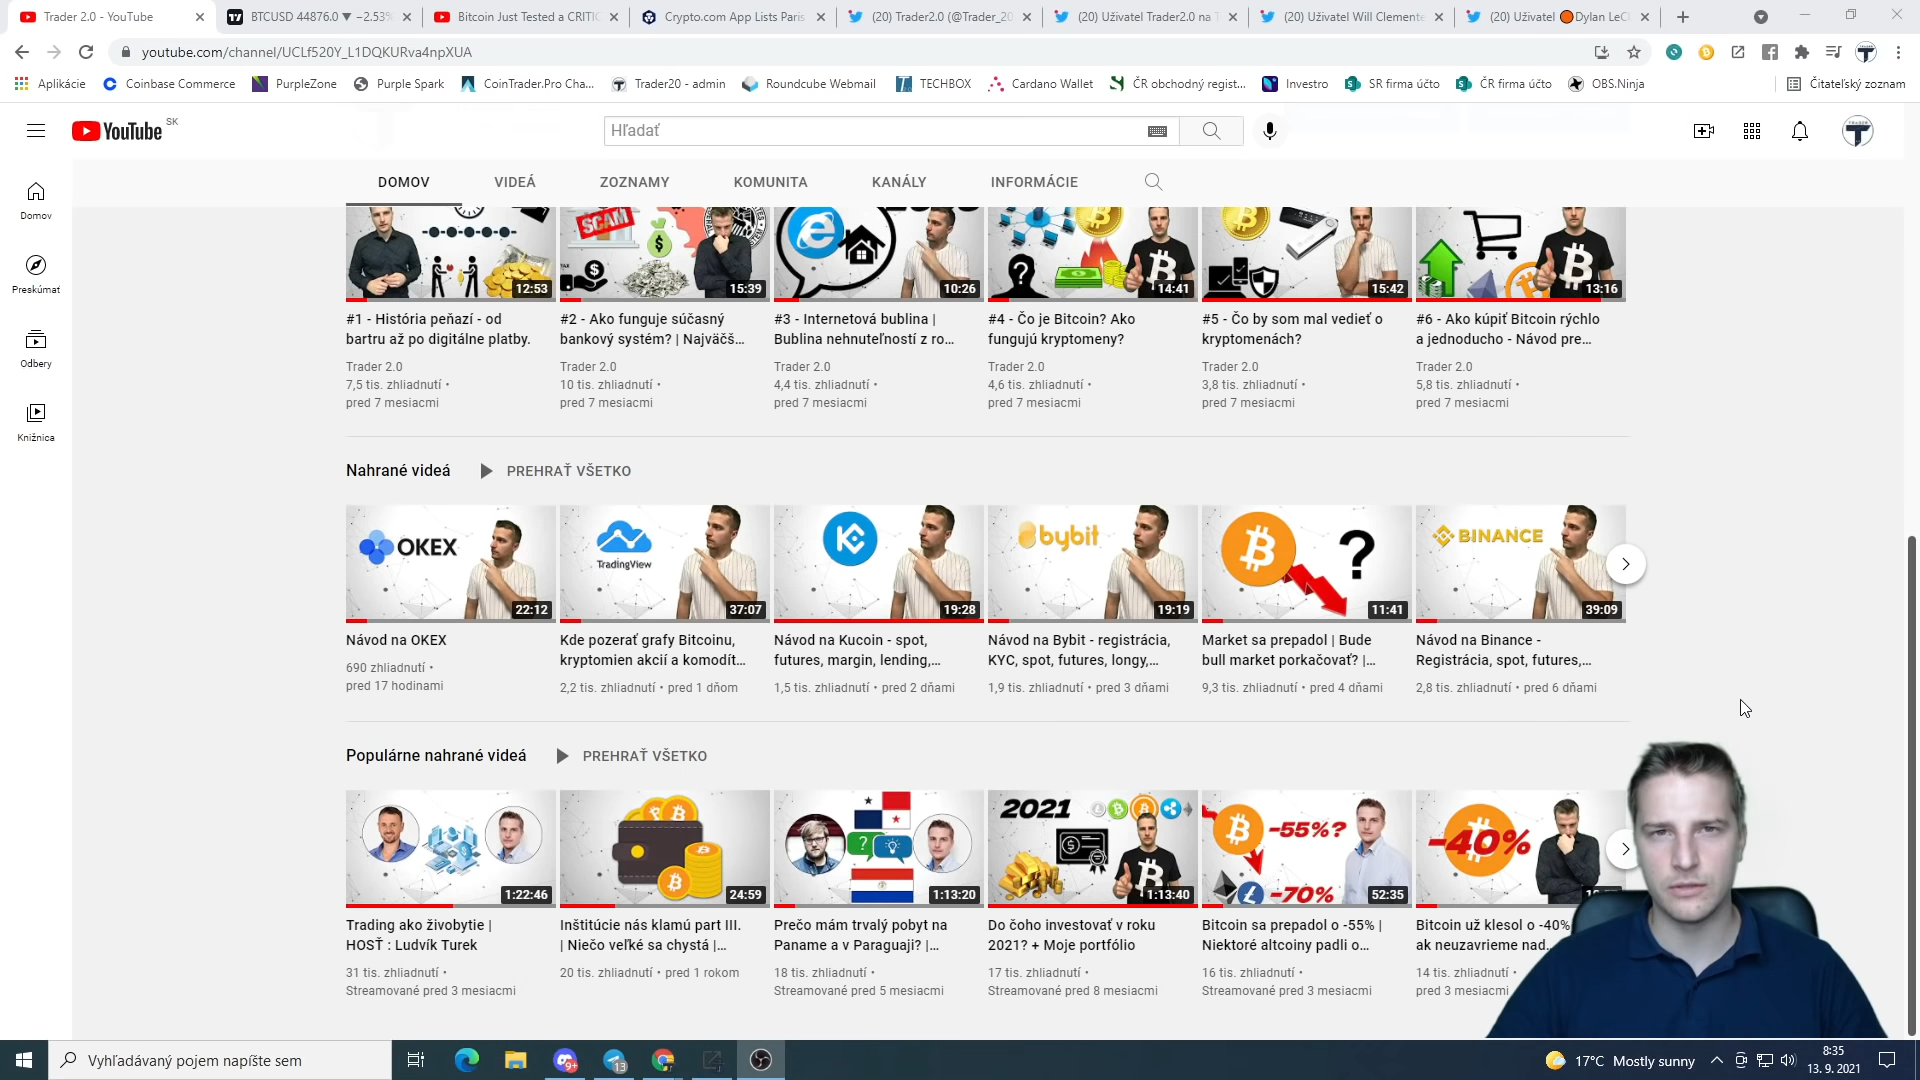 Trader 2.0 - YouTube
BTCUSD 44876.0 ▼ −2.53%
Bitcoin Just Tested a CRITIC
Crypto.com App Lists Paris
(20) Trader2.0 (@Trader_20
(20) Uživatel Trader2.0 na T
(20) Uživatel Will Clemente
(20) Uživatel 🟠Dylan LeCl
youtube.com/channel/UCLf520Y_L1DQKURva4npXUA
Aplikácie
Coinbase Commerce
PurpleZone
Purple Spark
CoinTrader.Pro Cha...
Trader20 - admin
Roundcube Webmail
TECHBOX
Cardano Wallet
ČR obchodný regist...
Investro
SR firma účto
ČR firma účto
OBS.Ninja
Čitateľský zoznam
YouTube SK
Hľadať
DOMOV
VIDEÁ
ZOZNAMY
KOMUNITA
KANÁLY
INFORMÁCIE
Domov
Preskúmať
Odbery
Knižnica
SCAM
TAX
12:53
15:39
10:26
14:41
15:42
13:16
#1 - História peňazí - od
bartru až po digitálne platby.
Trader 2.0
7,5 tis. zhliadnutí •
pred 7 mesiacmi
#2 - Ako funguje súčasný
bankový systém? | Najväčš...
Trader 2.0
10 tis. zhliadnutí •
pred 7 mesiacmi
#3 - Internetová bublina |
Bublina nehnuteľností z ro...
Trader 2.0
4,4 tis. zhliadnutí •
pred 7 mesiacmi
#4 - Čo je Bitcoin? Ako
fungujú kryptomeny?
Trader 2.0
4,6 tis. zhliadnutí •
pred 7 mesiacmi
#5 - Čo by som mal vedieť o
kryptomenách?
Trader 2.0
3,8 tis. zhliadnutí •
pred 7 mesiacmi
#6 - Ako kúpiť Bitcoin rýchlo
a jednoducho - Návod pre...
Trader 2.0
5,8 tis. zhliadnutí •
pred 7 mesiacmi
Nahrané videá
PREHRAŤ VŠETKO
OKEX
22:12
TradingView
37:07
19:28
bybit
19:19
?
11:41
BINANCE
39:09
Návod na OKEX
690 zhliadnutí •
pred 17 hodinami
Kde pozerať grafy Bitcoinu,
kryptomien akcií a komodít...
2,2 tis. zhliadnutí • pred 1 dňom
Návod na Kucoin - spot,
futures, margin, lending,...
1,5 tis. zhliadnutí • pred 2 dňami
Návod na Bybit - registrácia,
KYC, spot, futures, longy,...
1,9 tis. zhliadnutí • pred 3 dňami
Market sa prepadol | Bude
bull market porkačovať? |...
9,3 tis. zhliadnutí • pred 4 dňami
Návod na Binance -
Registrácia, spot, futures,...
2,8 tis. zhliadnutí • pred 6 dňami
Populárne nahrané videá
PREHRAŤ VŠETKO
1:22:46
24:59
?
1:13:20
2021
1:13:40
-55%?
-70%
52:35
-40%
Trading ako živobytie |
HOSŤ : Ludvík Turek
31 tis. zhliadnutí •
Streamované pred 3 mesiacmi
Inštitúcie nás klamú part III.
| Niečo veľké sa chystá |...
20 tis. zhliadnutí • pred 1 rokom
Prečo mám trvalý pobyt na
Paname a v Paraguaji? |...
18 tis. zhliadnutí •
Streamované pred 5 mesiacmi
Do čoho investovať v roku
2021? + Moje portfólio
17 tis. zhliadnutí •
Streamované pred 8 mesiacmi
Bitcoin sa prepadol o -55% |
Niektoré altcoiny padli o...
16 tis. zhliadnutí •
Streamované pred 3 mesiacmi
Bitcoin už klesol o -40%
ak neuzavrieme nad...
14 tis. zhliadnutí •
pred 3 mesiacmi
Vyhľadávaný pojem napíšte sem
9+
13
17°C Mostly sunny
8:35
13. 9. 2021